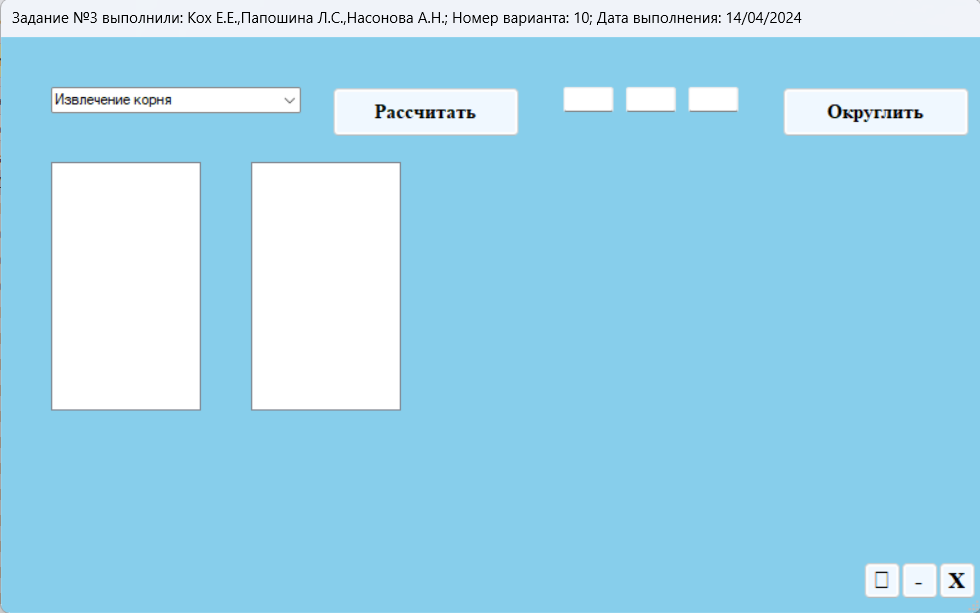 Задание №3 выполнили: Кох Е.Е.,Папошина Л.С.,Насонова А.Н.; Номер варианта: 10; Дата выполнения: 14/04/2024
Извлечение корня
Рассчитать
Округлить
- X